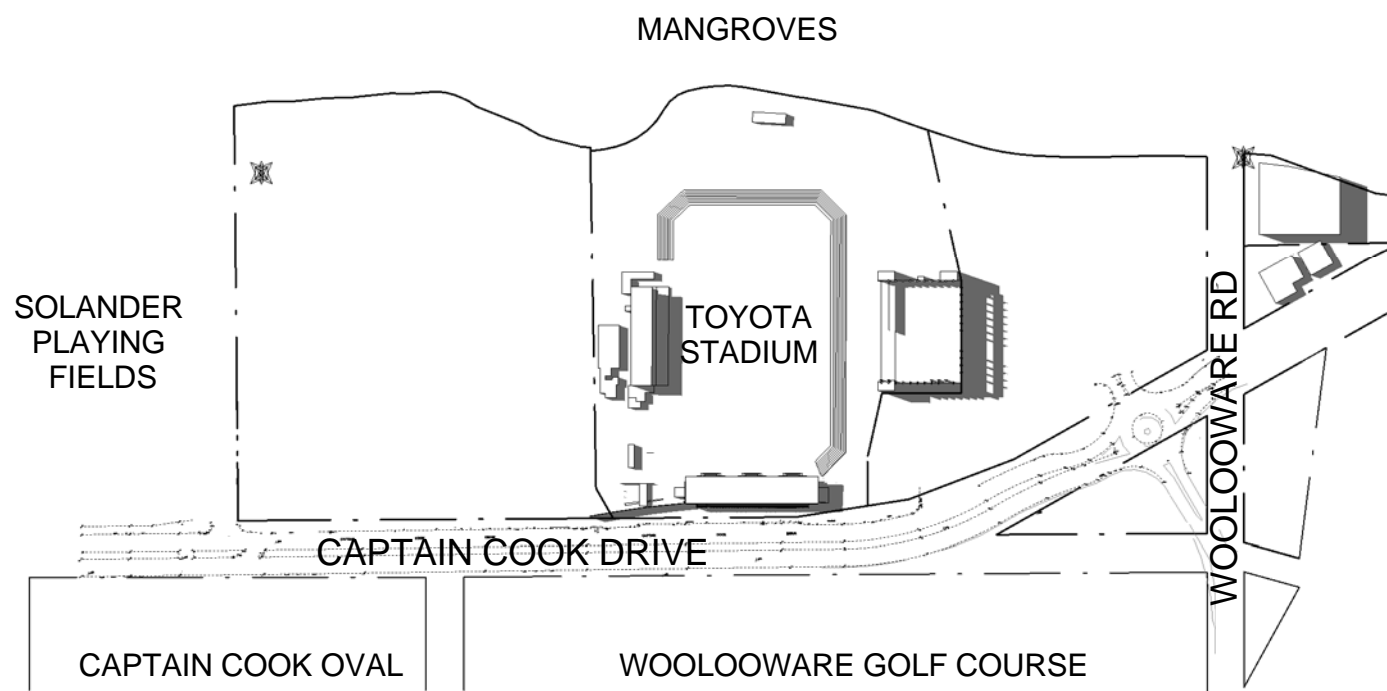 MANGROVES
SOLANDER
PLAYING
FIELDS
TOYOTA
STADIUM
WOOLOOWARE RD
CAPTAIN COOK DRIVE
CAPTAIN COOK OVAL
WOOLOOWARE GOLF COURSE